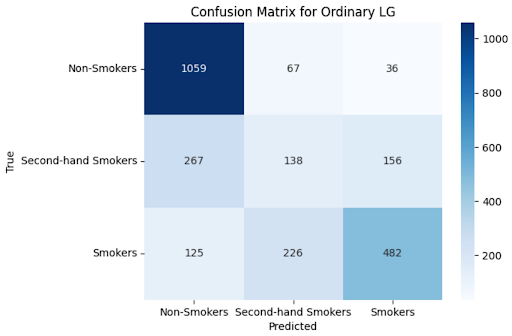 Confusion Matrix for Ordinary LG
Non-Smokers
1059
67
36
Second-hand Smokers
267
138
156
Smokers
125
226
482
Non-Smokers
Second-hand Smokers
Smokers
Predicted
True
1000
800
600
400
200